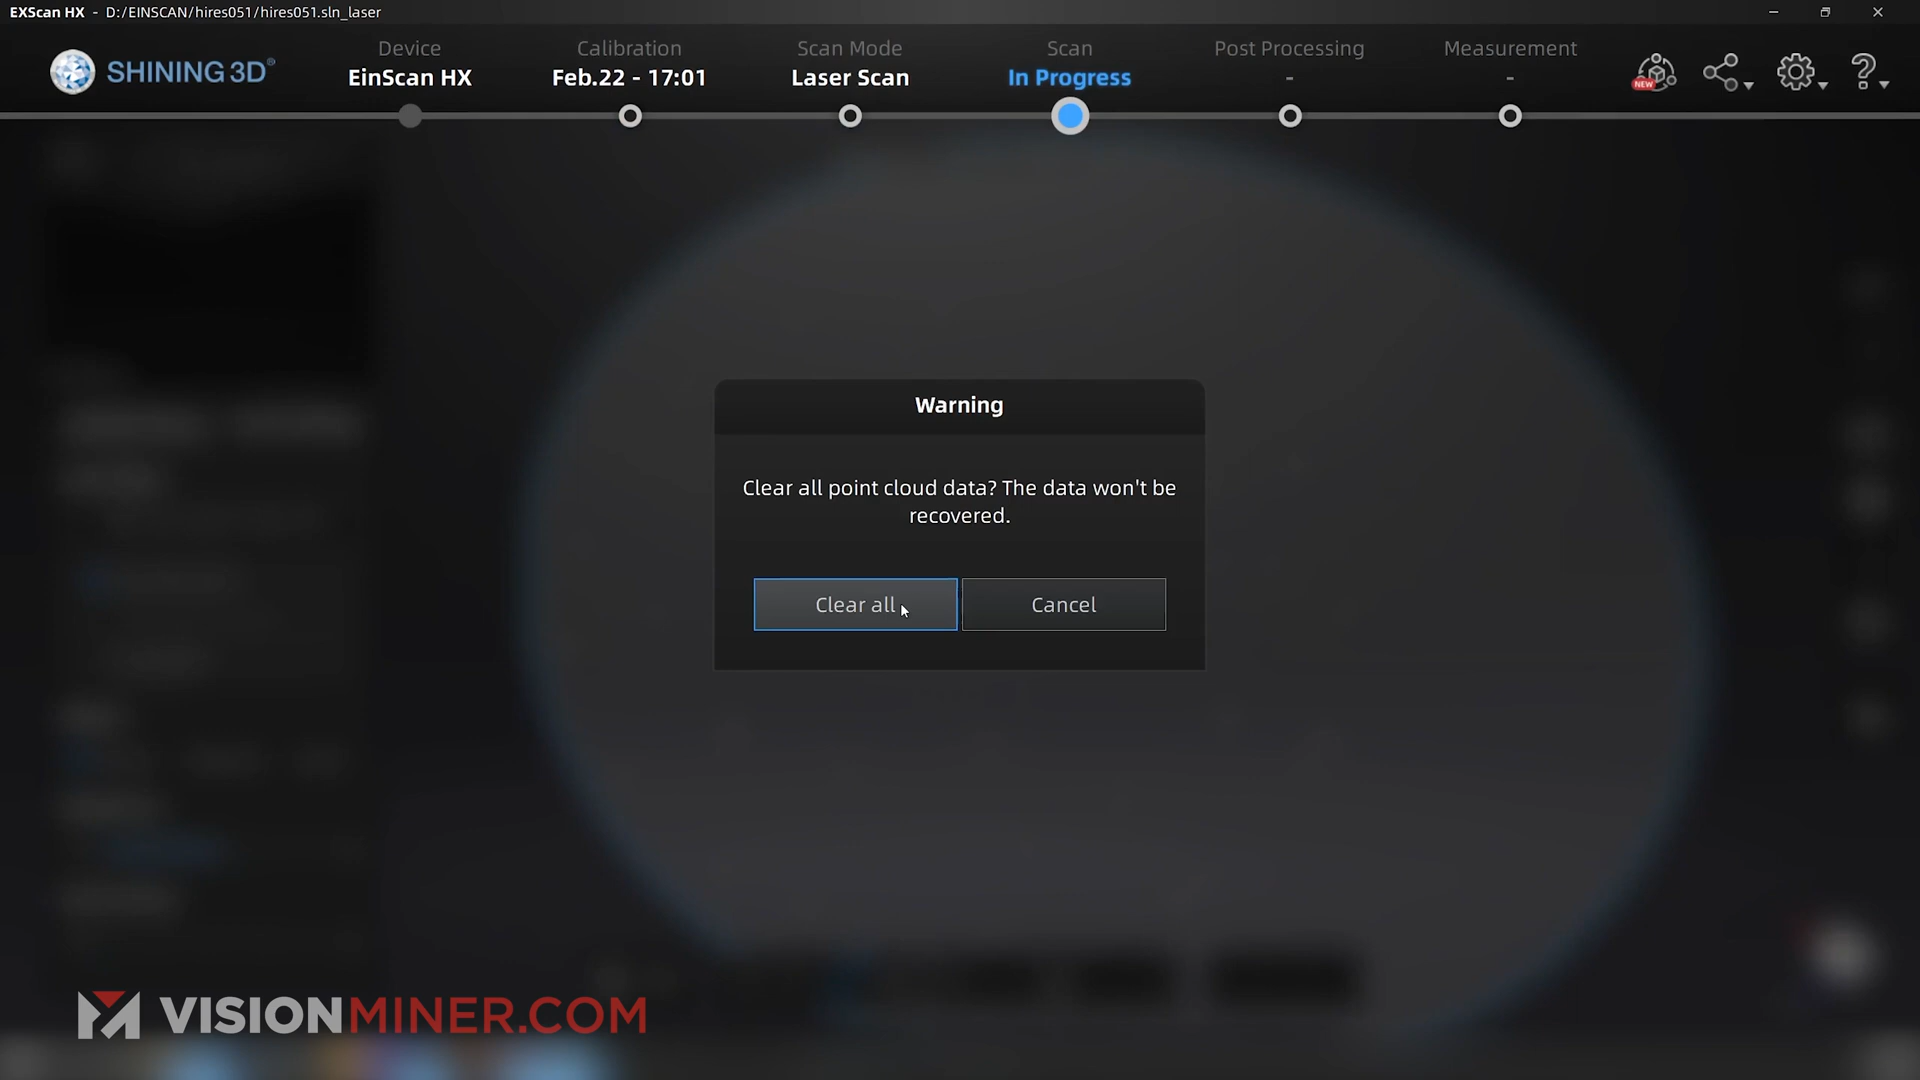 EXScan HX - D:/EINSCAN/hires051/hires051.sln_laser
SHINING 3D®
Device
EinScan HX
Calibration
Feb.22 - 17:01
Scan Mode
Laser Scan
Scan
In Progress
Post Processing
-
Measurement
-
NEW
Warning
Clear all point cloud data? The data won't be
recovered.
Clear all
Cancel
VISIONMINER.COM